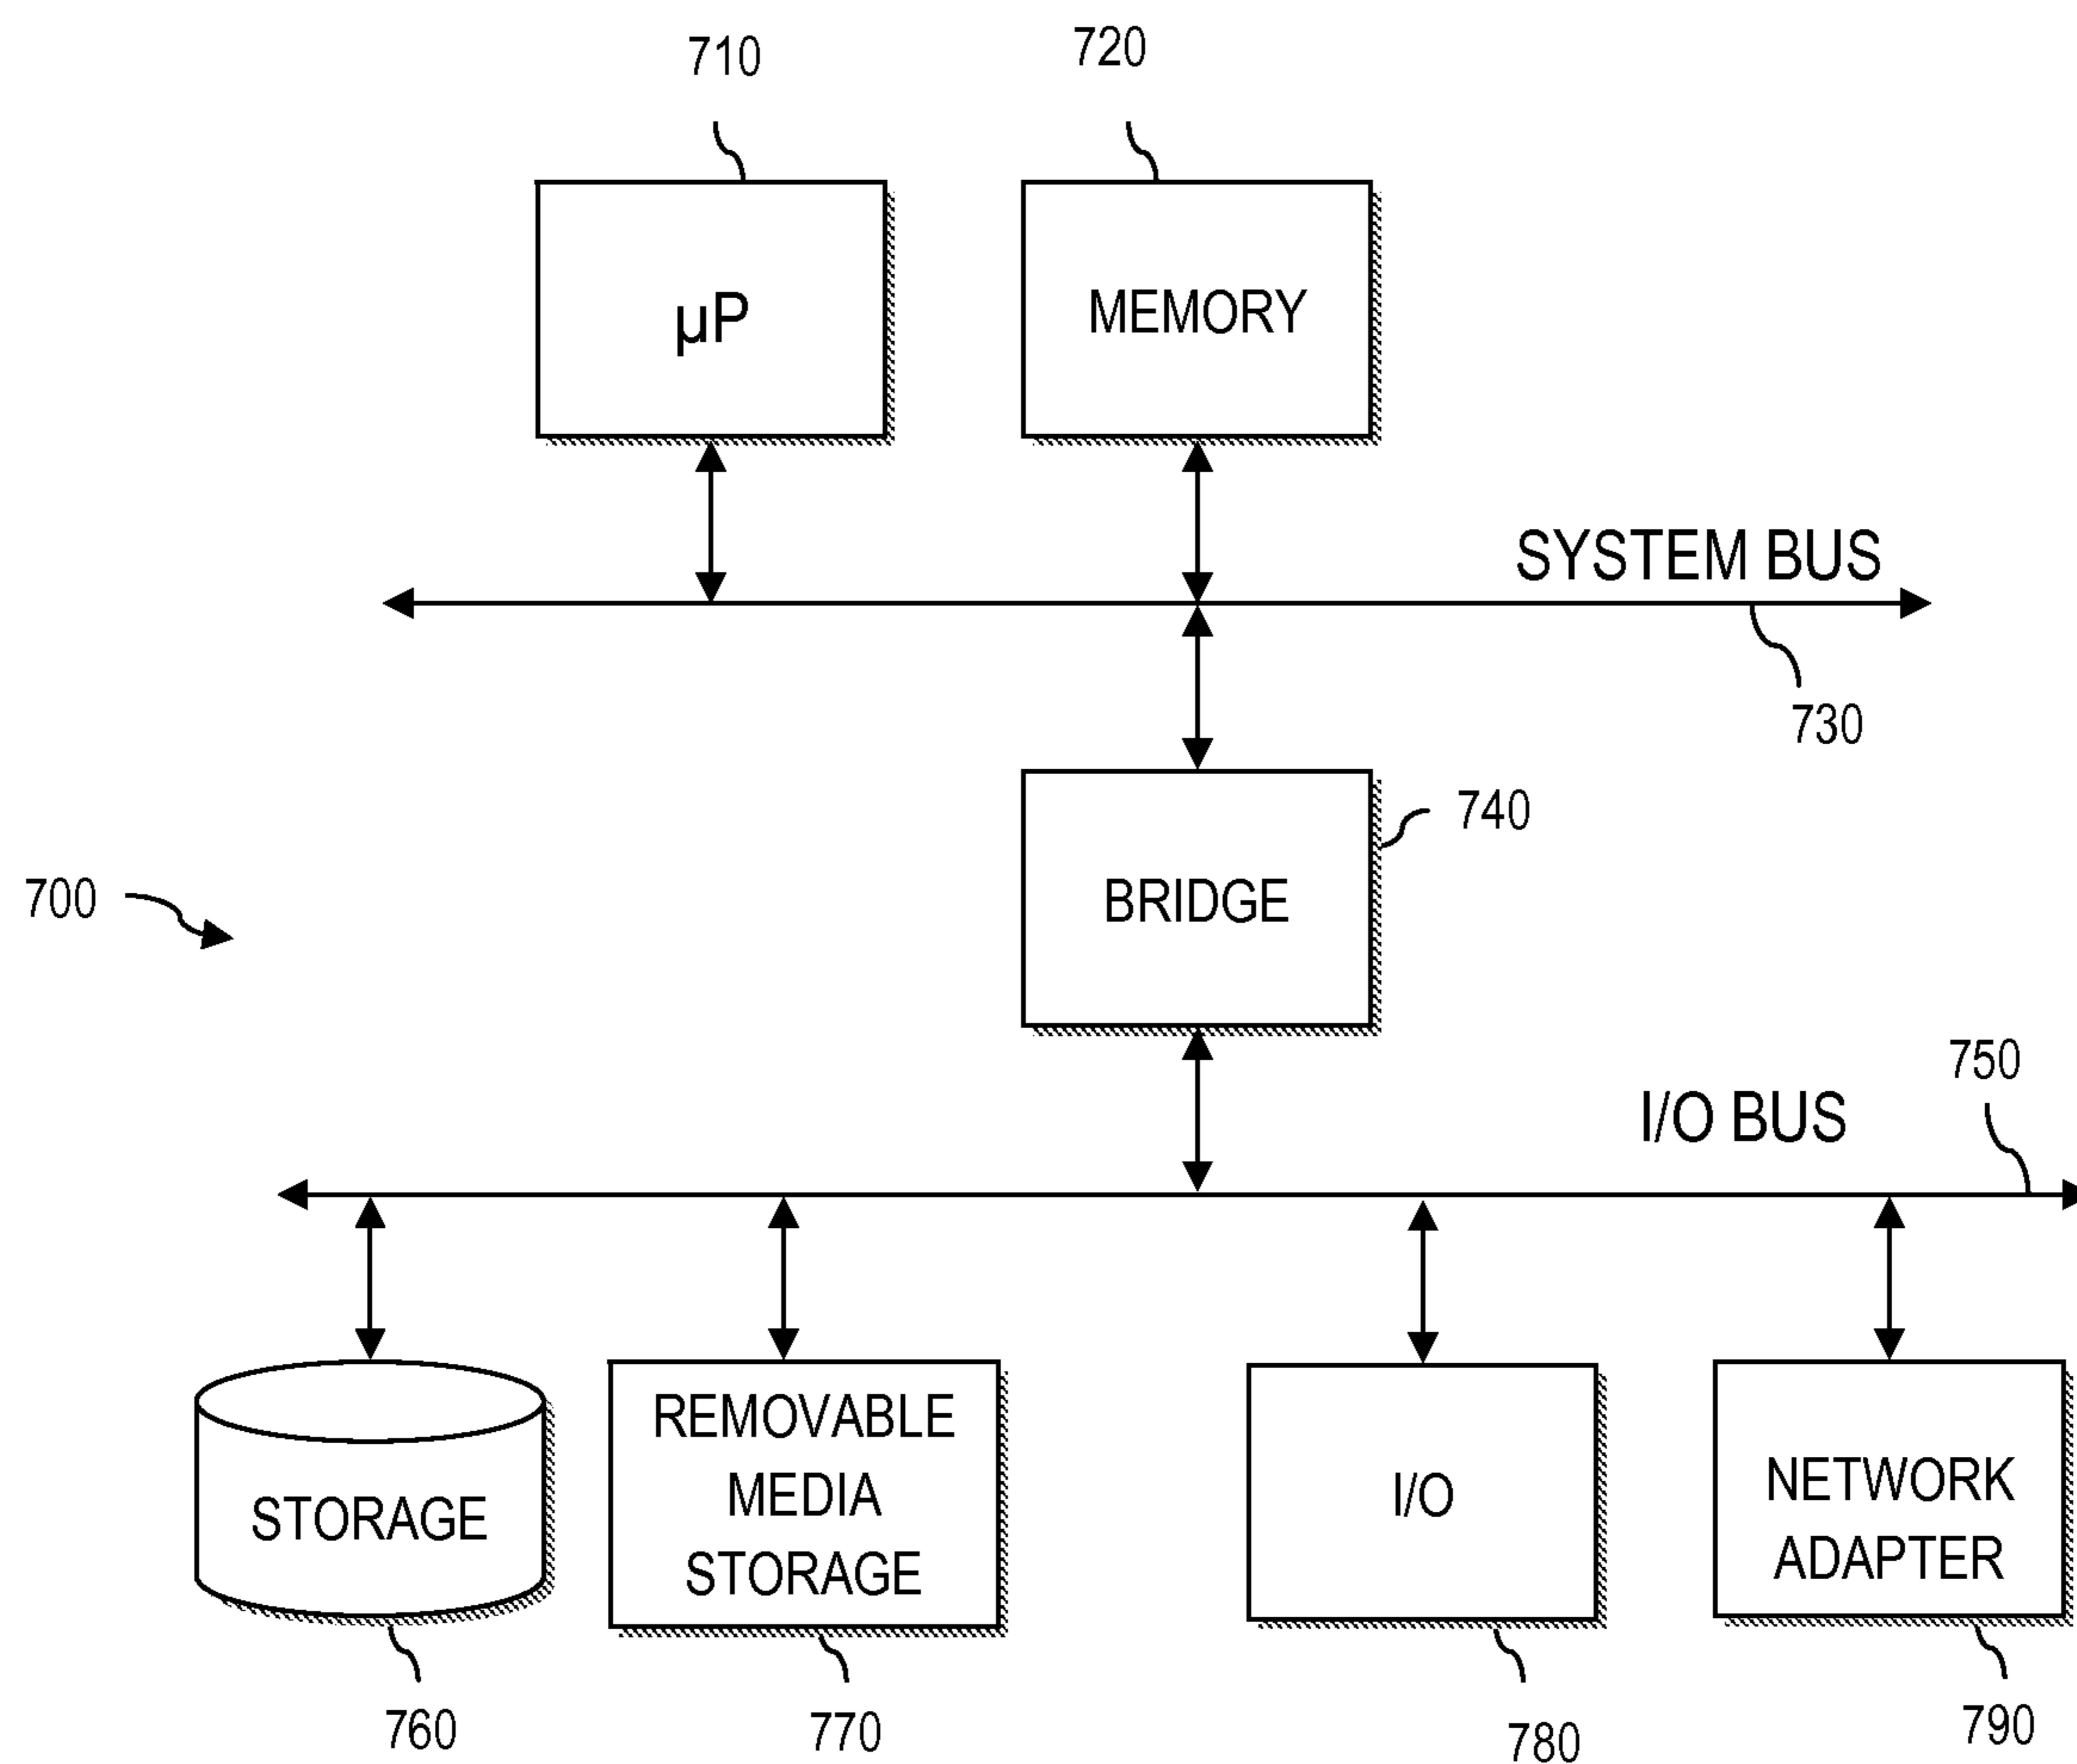 710
720
µP
MEMORY
SYSTEM BUS
730
740
BRIDGE
700
750
I/O BUS
STORAGE
REMOVABLE
MEDIA
STORAGE
I/O
NETWORK
ADAPTER
760
770
780
790